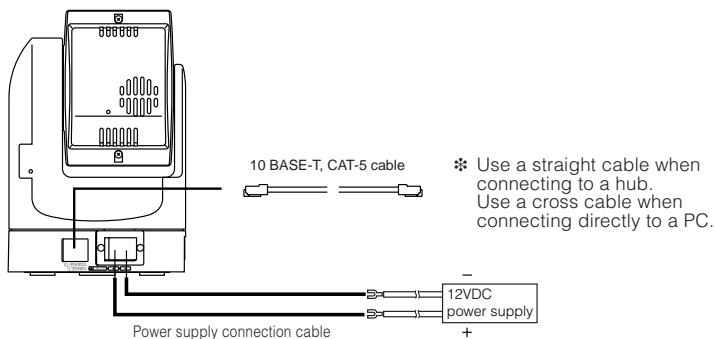 10 BASE-T, CAT-5 cable
❇ Use a straight cable when
connecting to a hub.
Use a cross cable when
connecting directly to a PC.
–
12VDC
power supply
+
Power supply connection cable